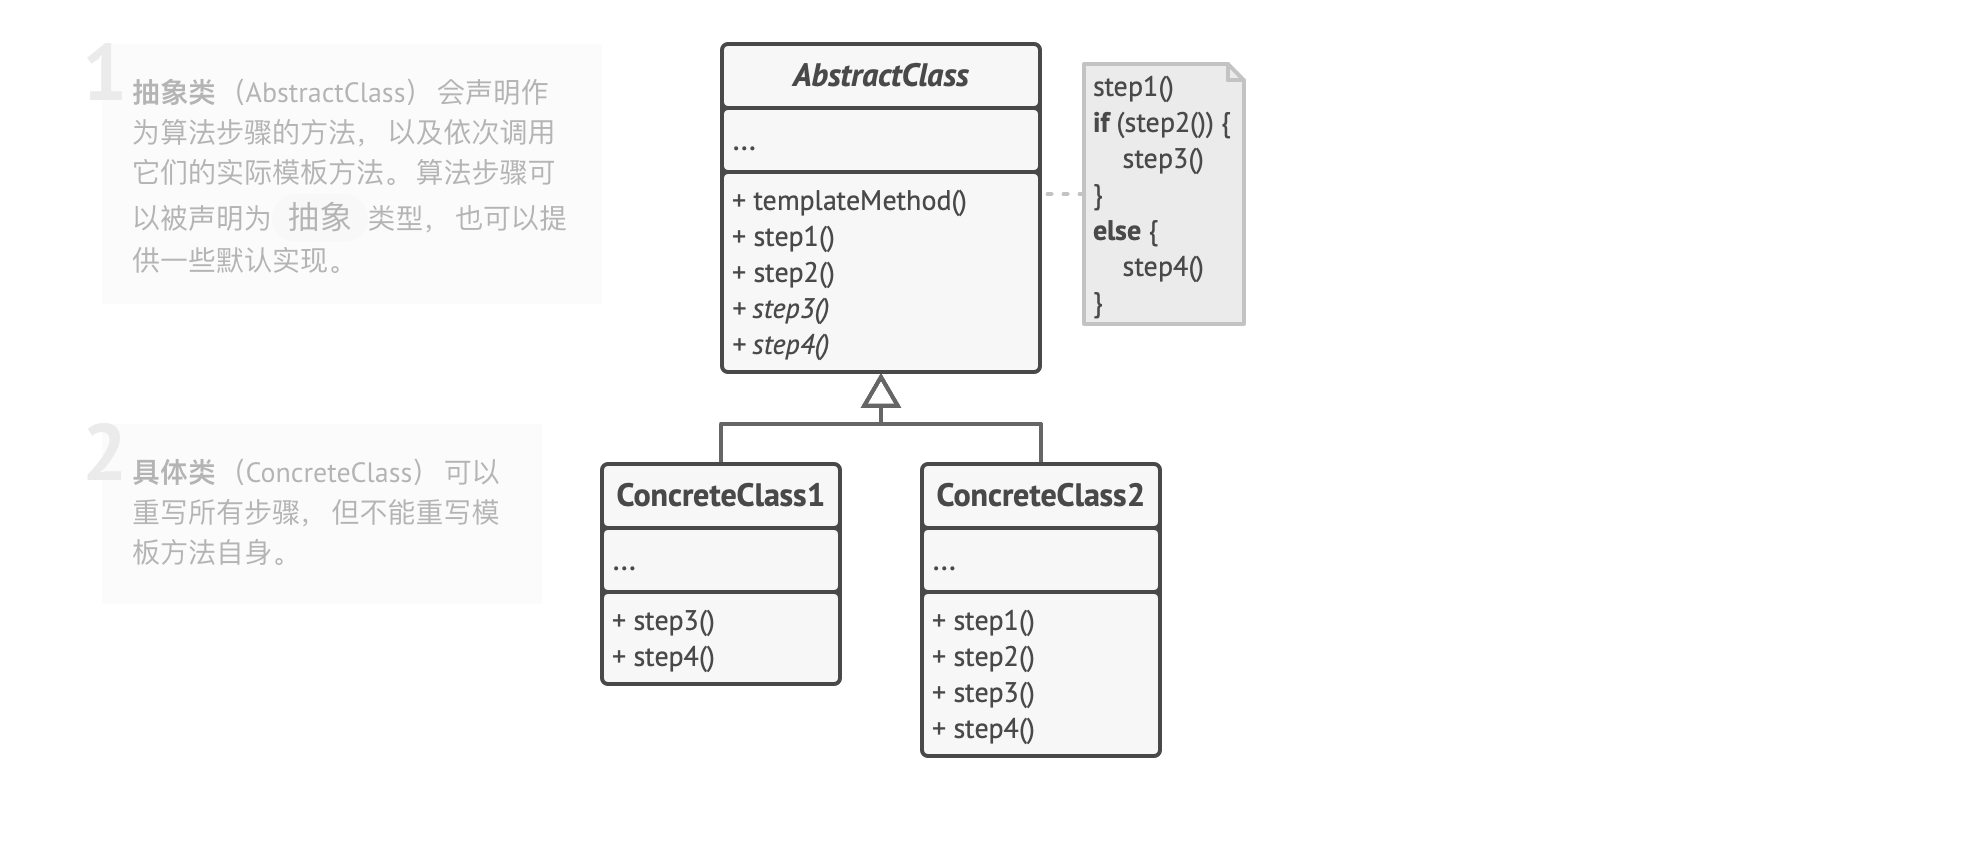 1
抽象类 （AbstractClass） 会声明作
为算法步骤的方法， 以及依次调用
它们的实际模板方法。 算法步骤可
以被声明为 抽象 类型， 也可以提
供一些默认实现。
AbstractClass
...
+ templateMethod()
+ step1()
+ step2()
+ step3()
+ step4()
step1()
if (step2()) {
step3()
}
else {
step4()
}
2
具体类 （ConcreteClass） 可以
重写所有步骤， 但不能重写模
板方法自身。
ConcreteClass1
...
+ step3()
+ step4()
ConcreteClass2
...
+ step1()
+ step2()
+ step3()
+ step4()